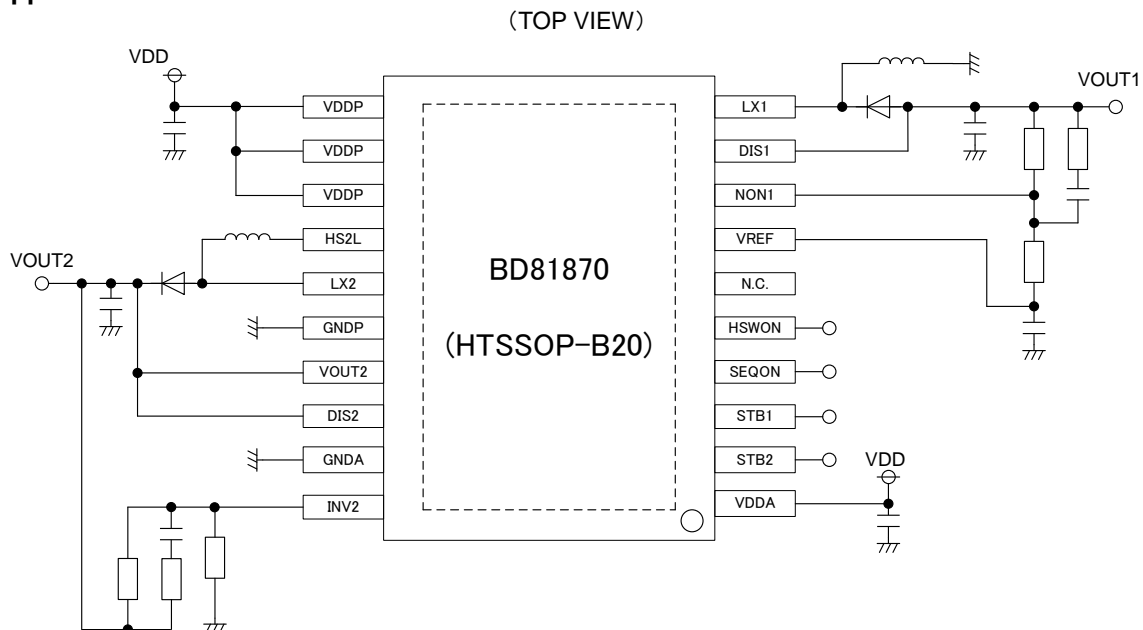 (TOP VIEW)
VDD
VOUT1
VDDP
VDDP
VDDP
HS2L
LX2
GNDP
VOUT2
DIS2
GNDA
INV2
VOUT2
BD81870
(HTSSOP-B20)
LX1
DIS1
NON1
VREF
N.C.
HSWON
SEQON
STB1
STB2
VDDA
VDD